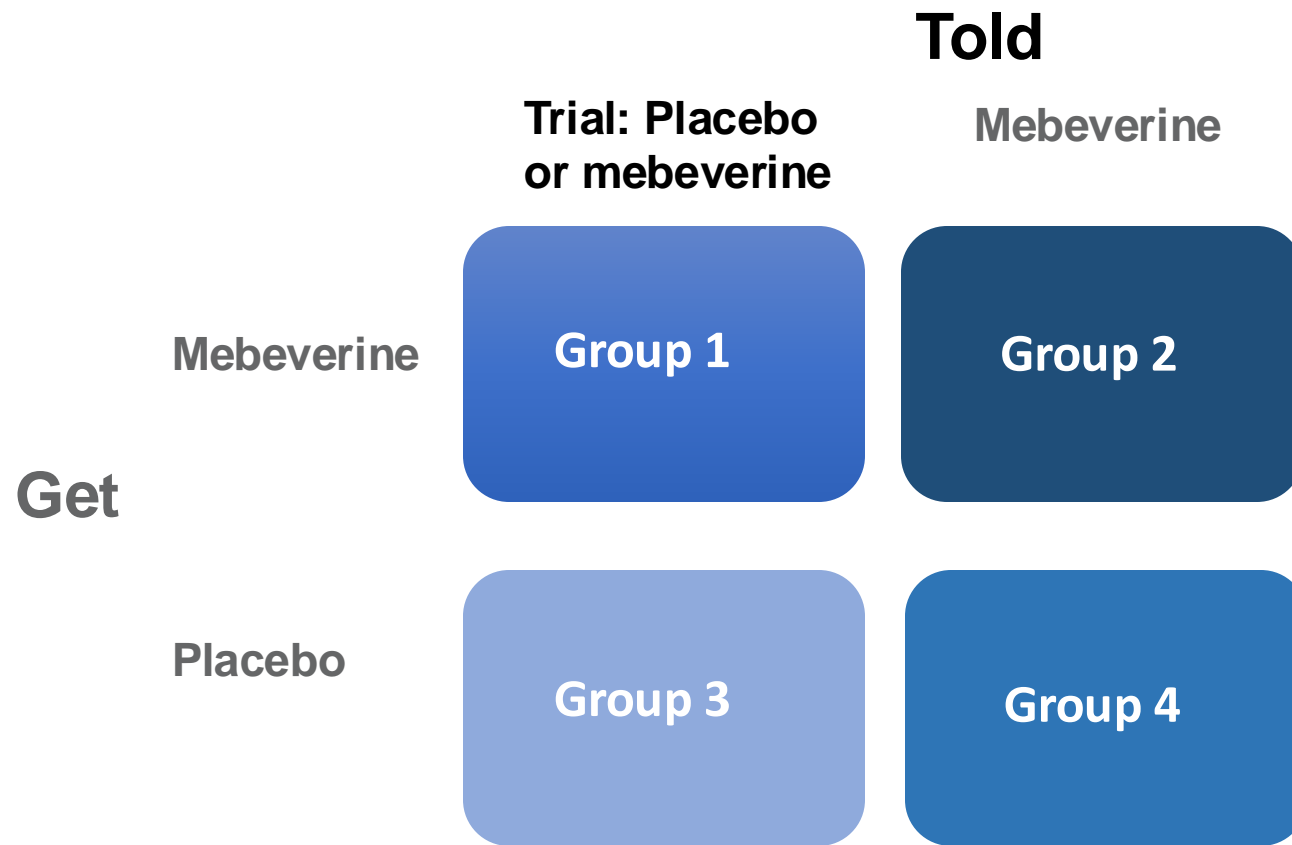 Told
Trial: Placebo
or mebeverine
Mebeverine
Mebeverine
Group 1
Group 2
Get
Placebo
Group 3
Group 4